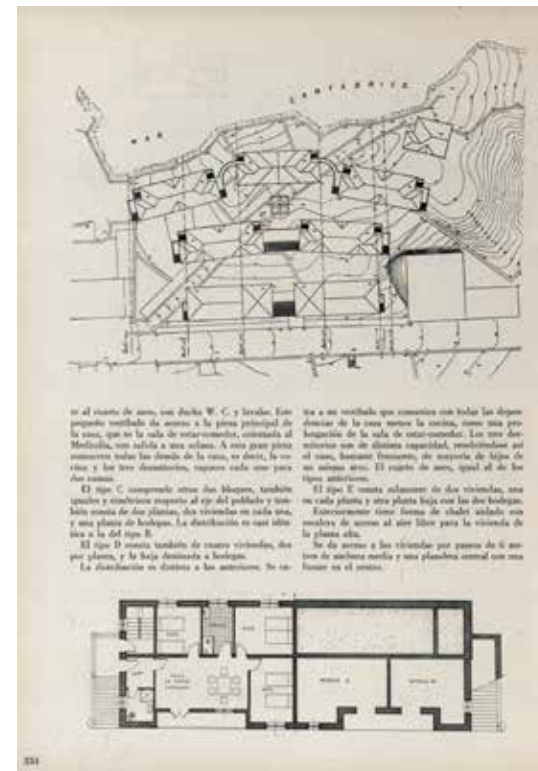 MAR CANTABRICO
te al cuarto de aseo, con ducha W. C. y lavabo. Este
pequeño vestíbulo da acceso a la pieza principal de
la casa, que es la sala de estar-comedor, orientada al
Mediodía, con salida a una solana. A esta gran pieza
concurren todas las demás de la casa, es decir, la co-
cina y los tres dormitorios, capaces cada uno para
dos camas.
El tipo C comprende otros dos bloques, también
iguales y simétricos respecto al eje del poblado y tam-
bién consta de dos plantas, dos viviendas en cada una,
y una planta de bodegas. La distribución es casi idén-
tica a la del tipo B.
El tipo D consta también de cuatro viviendas, dos
por planta, y la baja destinada a bodegas.
La distribución es distinta a las anteriores. Se en-
tra a un vestíbulo que comunica con todas las depen-
dencias de la casa menos la cocina, como una pro-
longación de la sala de estar-comedor. Los tres dor-
mitorios son de distinta capacidad, resolviéndose así
el caso, bastante frecuente, de mayoría de hijos de
un mismo sexo. El cuarto de aseo, igual al de los
tipos anteriores.
El tipo E consta solamente de dos viviendas, una
en cada planta y otra planta baja con las dos bodegas.
Exteriormente tiene forma de chalet aislado con
escalera de acceso al aire libre para la vivienda de
la planta alta.
Se da acceso a las viviendas por paseos de 6 me-
tros de anchura media y una plazoleta central con una
fuente en el centro.
334